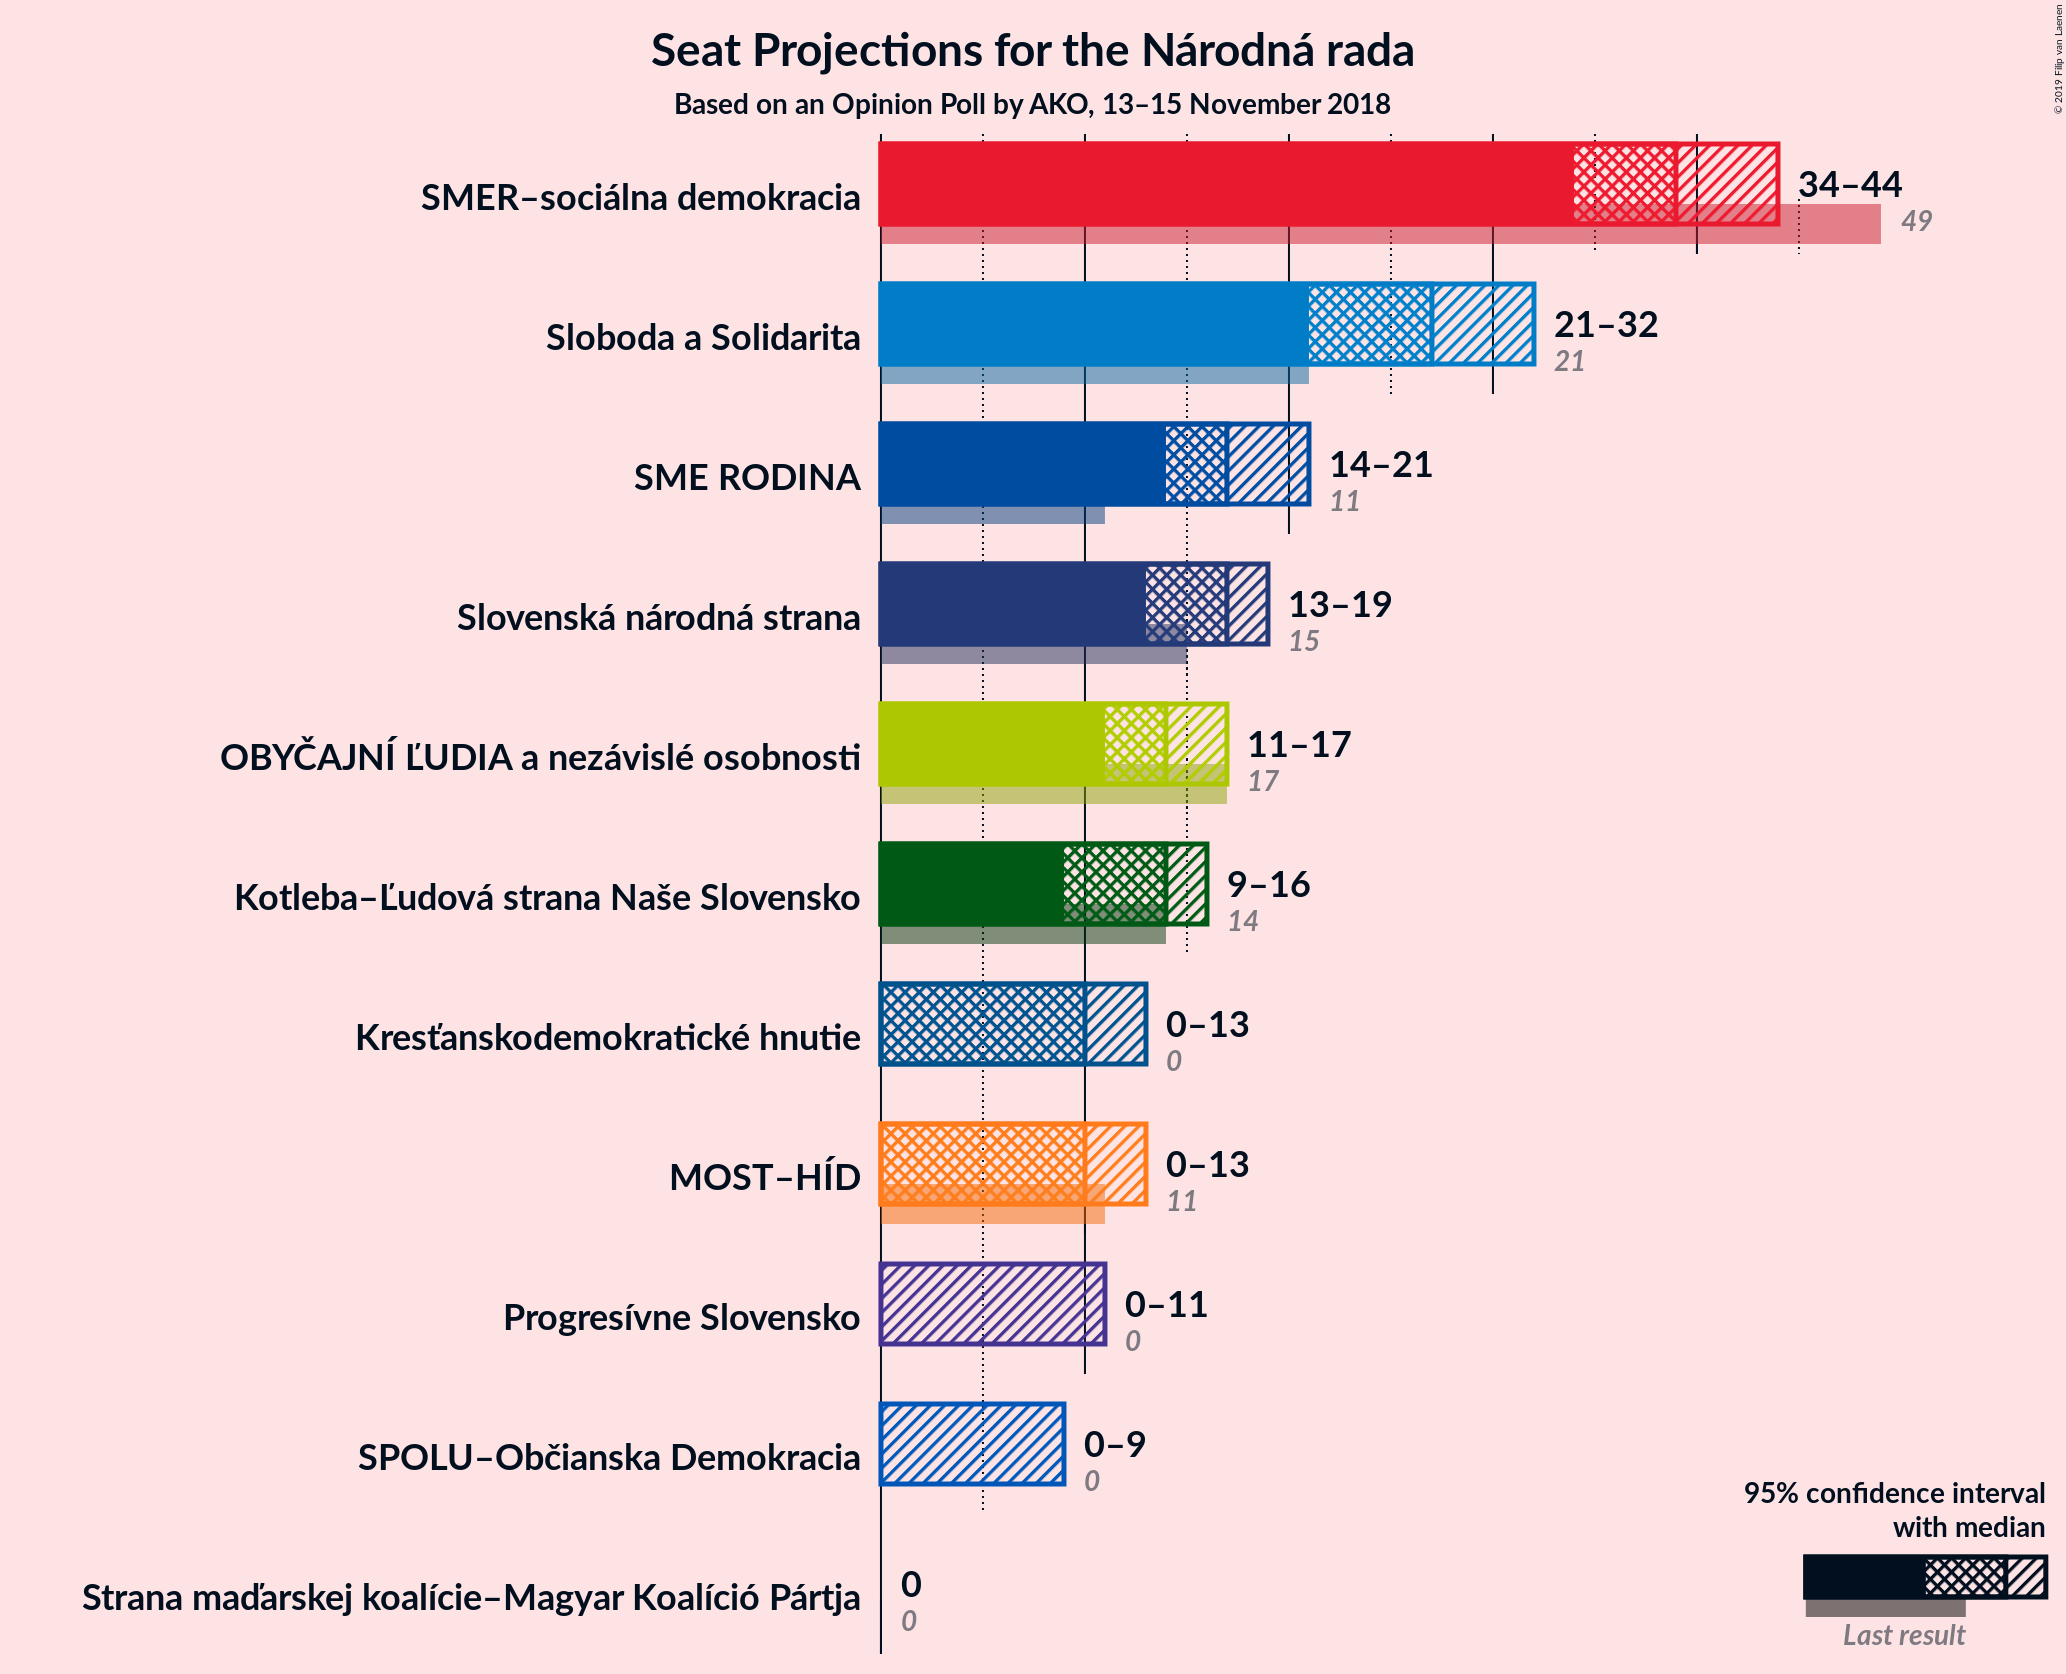 Seat Projections for the Národná rada
Based on an Opinion Poll by AKO, 13–15 November 2018
© 2019 Filip van Laenen
SMER–sociálna demokracia
34–44
49
Sloboda a Solidarita
21–32
21
SME RODINA
14–21
11
Slovenská národná strana
13–19
15
OBYČAJNÍ ĽUDIA a nezávislé osobnosti
11–17
17
Kotleba–Ľudová strana Naše Slovensko
9–16
14
Kresťanskodemokratické hnutie
0–13
0
MOST–HÍD
0–13
11
Progresívne Slovensko
0–11
0
SPOLU–Občianska Demokracia
0–9
0
Strana maďarskej koalície–Magyar Koalíció Pártja
0
0
95% confidence interval
with median
Last result